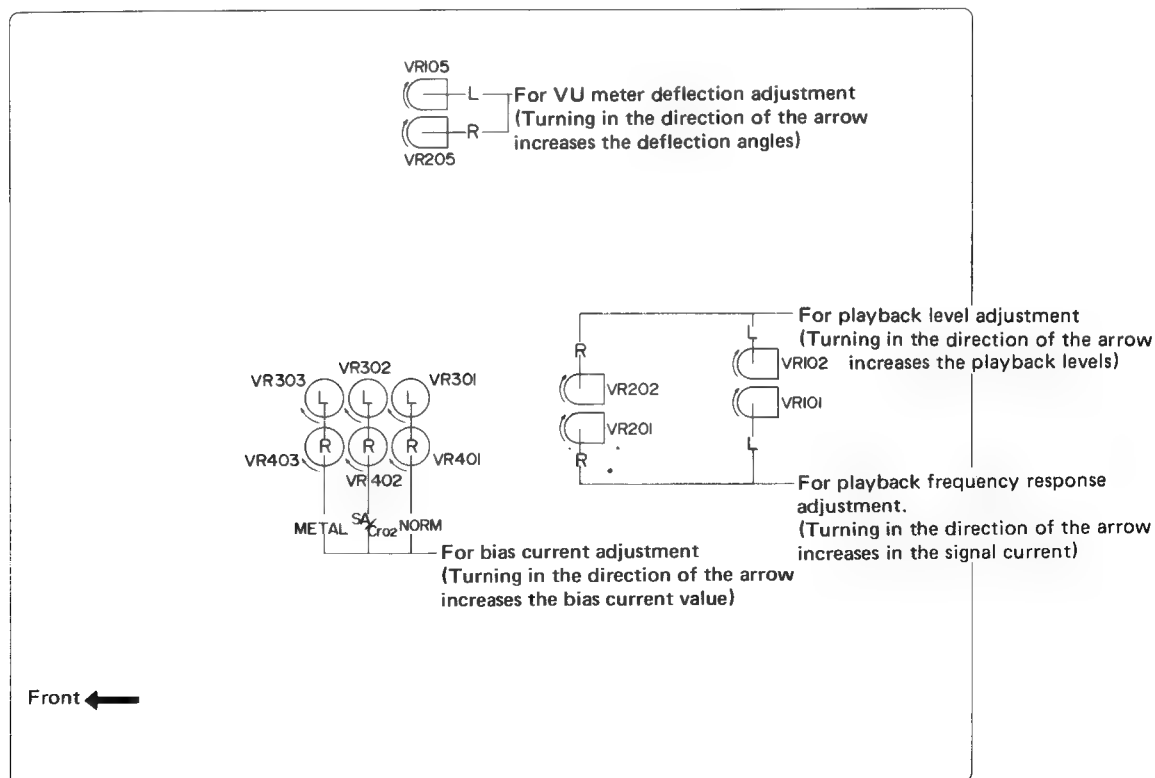 VR105
L
For VU meter deflection adjustment
(Turning in the direction of the arrow
increases the deflection angles)
R
VR205
For playback level adjustment
(Turning in the direction of the arrow
increases the playback levels)
L
R
VR102
VR202
VR101
VR201
L
R
For playback frequency response
adjustment.
(Turning in the direction of the arrow
increases in the signal current)
VR303
VR302
VR301
L
L
L
R
R
R
VR403
VR402
VR401
METAL
SA/Cro2
NORM
For bias current adjustment
(Turning in the direction of the arrow
increases the bias current value)
Front